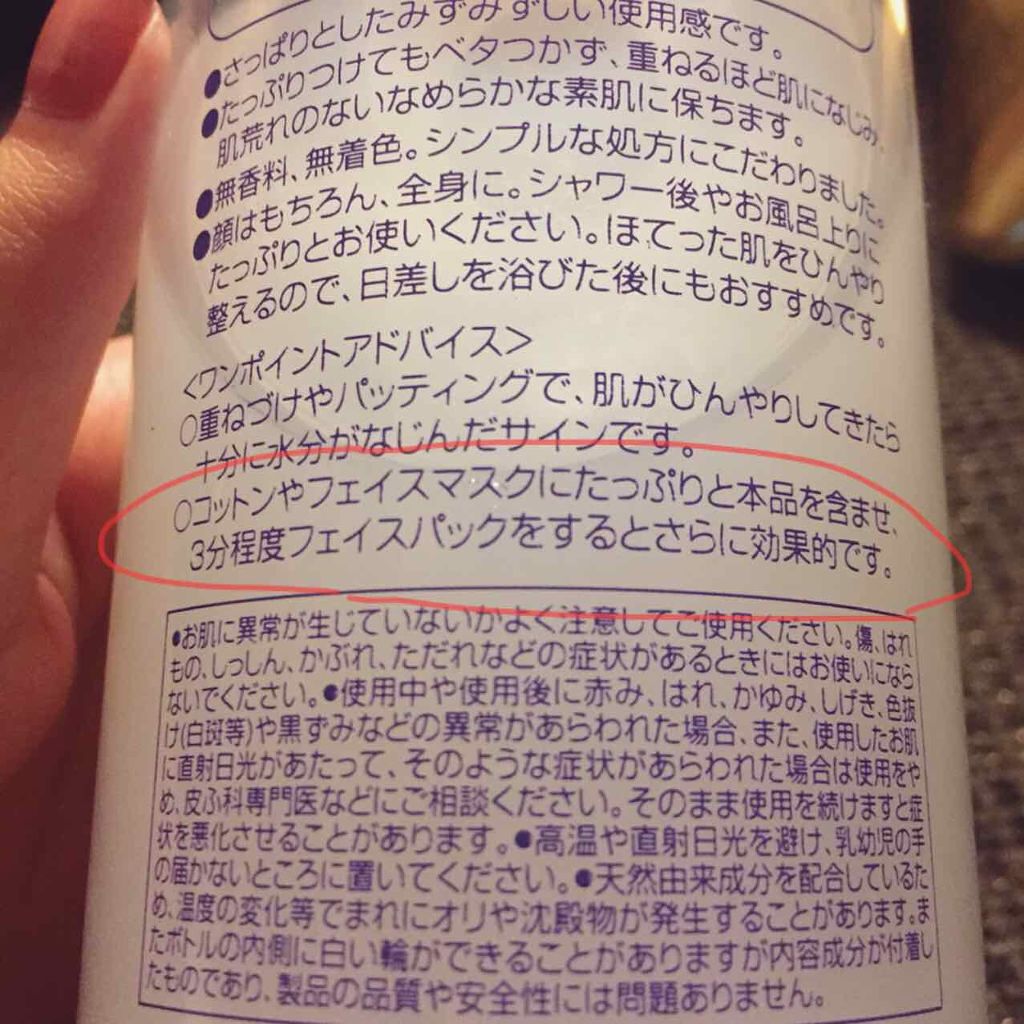 さっぱりとしたみずみずしい使用感です。
●たっぷりつけてもベタつかず、重ねるほど肌になじみ、
肌荒れのないなめらかな素肌に保ちます。
●無香料、無着色。シンプルな処方にこだわりました。
●顔はもちろん、全身に。シャワー後やお風呂上りに
たっぷりとお使いください。ほてった肌をひんやり
整えるので、日差しを浴びた後にもおすすめです。
<ワンポイントアドバイス>
○重ねづけやパッティングで、肌がひんやりしてきたら
十分に水分がなじんだサインです。
○コットンやフェイスマスクにたっぷりと本品を含ませ、
3分程度フェイスパックをするとさらに効果的です。
●お肌に異常が生じていないかよく注意してご使用ください。傷、はれ
もの、しっしん、かぶれ、ただれなどの症状があるときにはお使いになら
ないでください。●使用中や使用後に赤み、はれ、かゆみ、しげき、色抜
け(白斑等)や黒ずみなどの異常があらわれた場合、また、使用したお肌
に直射日光があたって、そのような症状があらわれた場合は使用をや
め、皮ふ科専門医などにご相談ください。そのまま使用を続けますと症
状を悪化させることがあります。●高温や直射日光を避け、乳幼児の手
の届かないところに置いてください。●天然由来成分を配合しているた
め、温度の変化等でまれにオリや沈殿物が発生することがあります。ま
たボトルの内側に白い輪ができることがありますが内容成分が付着し
たものであり、製品の品質や安全性には問題ありません。